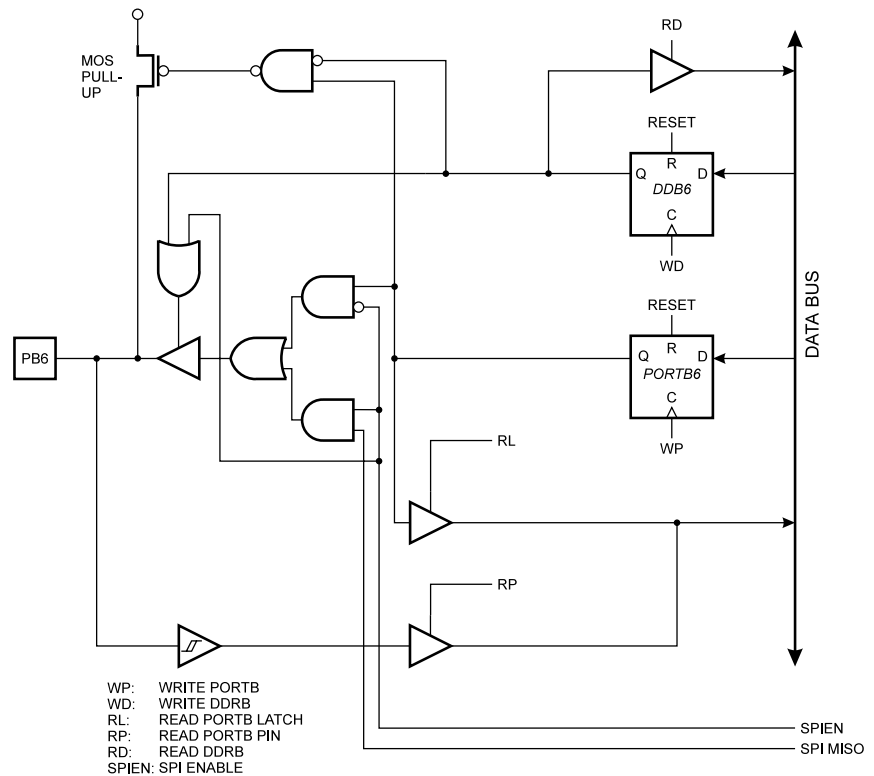 RD
MOS
PULL-
UP
RESET
R
Q
D
DDB6
C
WD
RESET
R
Q
D
PORTB6
C
WP
DATA BUS
PB6
RL
RP
WP: WRITE PORTB
WD: WRITE DDRB
RL: READ PORTB LATCH
RP: READ PORTB PIN
RD: READ DDRB
SPIEN: SPI ENABLE
SPIEN
SPI MISO